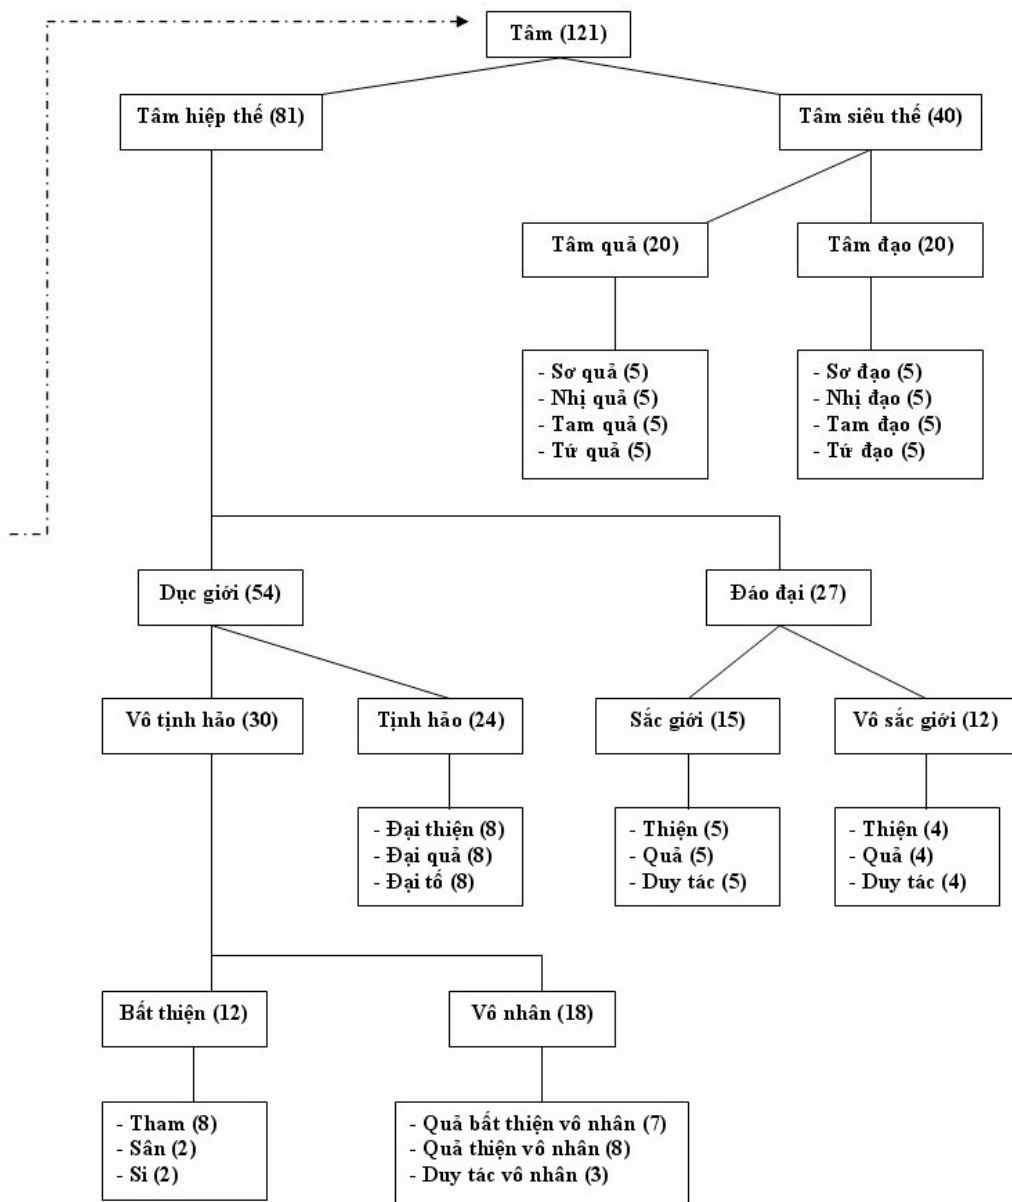 Tâm (121)
Tâm hiệp thế (81)
Tâm siêu thế (40)
Tâm quả (20)
Tâm đạo (20)
- Sơ quả (5)
- Nhị quả (5)
- Tam quả (5)
- Tứ quả (5)
- Sơ đạo (5)
- Nhị đạo (5)
- Tam đạo (5)
- Tứ đạo (5)
Dục giới (54)
Đáo đại (27)
Vô tịnh hảo (30)
Tịnh hảo (24)
Sắc giới (15)
Vô sắc giới (12)
- Đại thiện (8)
- Đại quả (8)
- Đại tố (8)
- Thiện (5)
- Quả (5)
- Duy tác (5)
- Thiện (4)
- Quả (4)
- Duy tác (4)
Bất thiện (12)
Vô nhân (18)
- Tham (8)
- Sân (2)
- Si (2)
- Quả bất thiện vô nhân (7)
- Quả thiện vô nhân (8)
- Duy tác vô nhân (3)